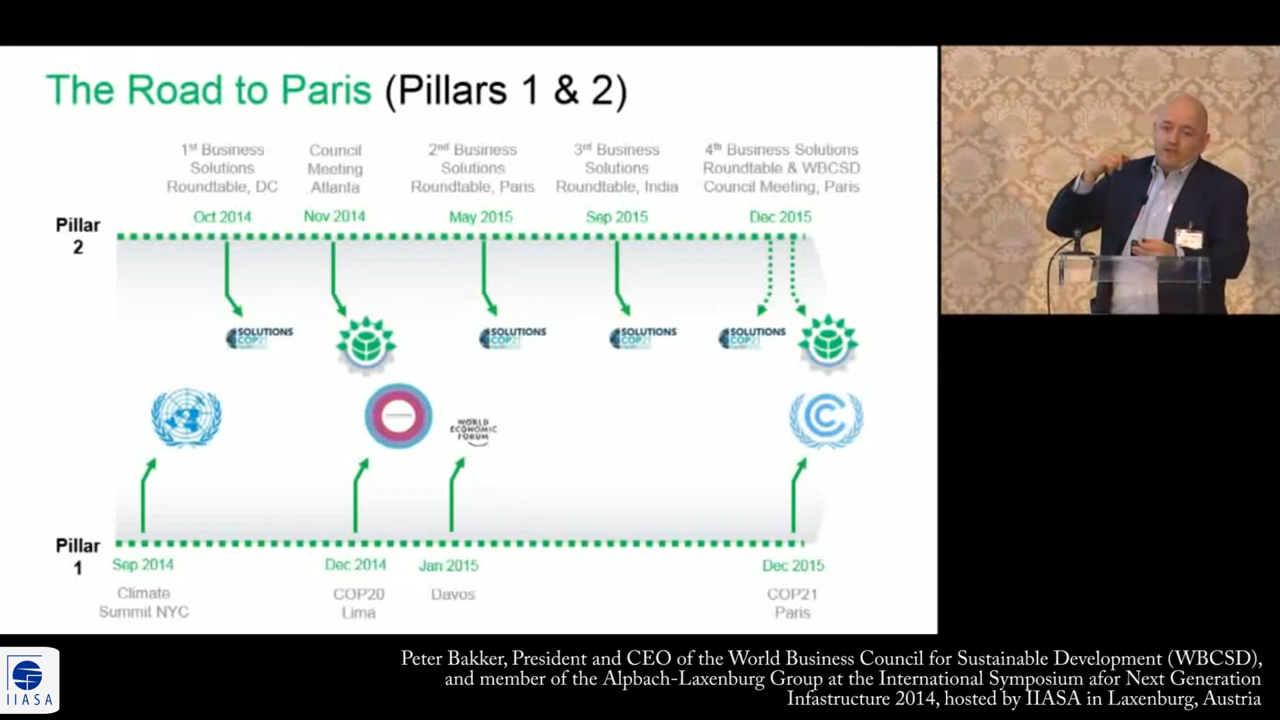 The Road to Paris (Pillars 1 & 2)
1st Business
Solutions
Roundtable, DC
Council
Meeting
Atlanta
2nd Business
Solutions
Roundtable, Paris
3rd Business
Solutions
Roundtable, India
4th Business Solutions
Roundtable & WBCSD
Council Meeting, Paris
Pillar
2
Oct 2014
Nov 2014
May 2015
Sep 2015
Dec 2015
SOLUTIONS
COP21
SOLUTIONS
COP21
SOLUTIONS
COP21
SOLUTIONS
COP21
WORLD
ECONOMIC
FORUM
Pillar
1
Sep 2014
Dec 2014
Jan 2015
Dec 2015
Climate
Summit NYC
COP20
Lima
Davos
COP21
Paris
IIASA
Peter Bakker, President and CEO of the World Business Council for Sustainable Development (WBCSD),
and member of the Alpbach-Laxenburg Group at the International Symposium afor Next Generation
Infastructure 2014, hosted by IIASA in Laxenburg, Austria